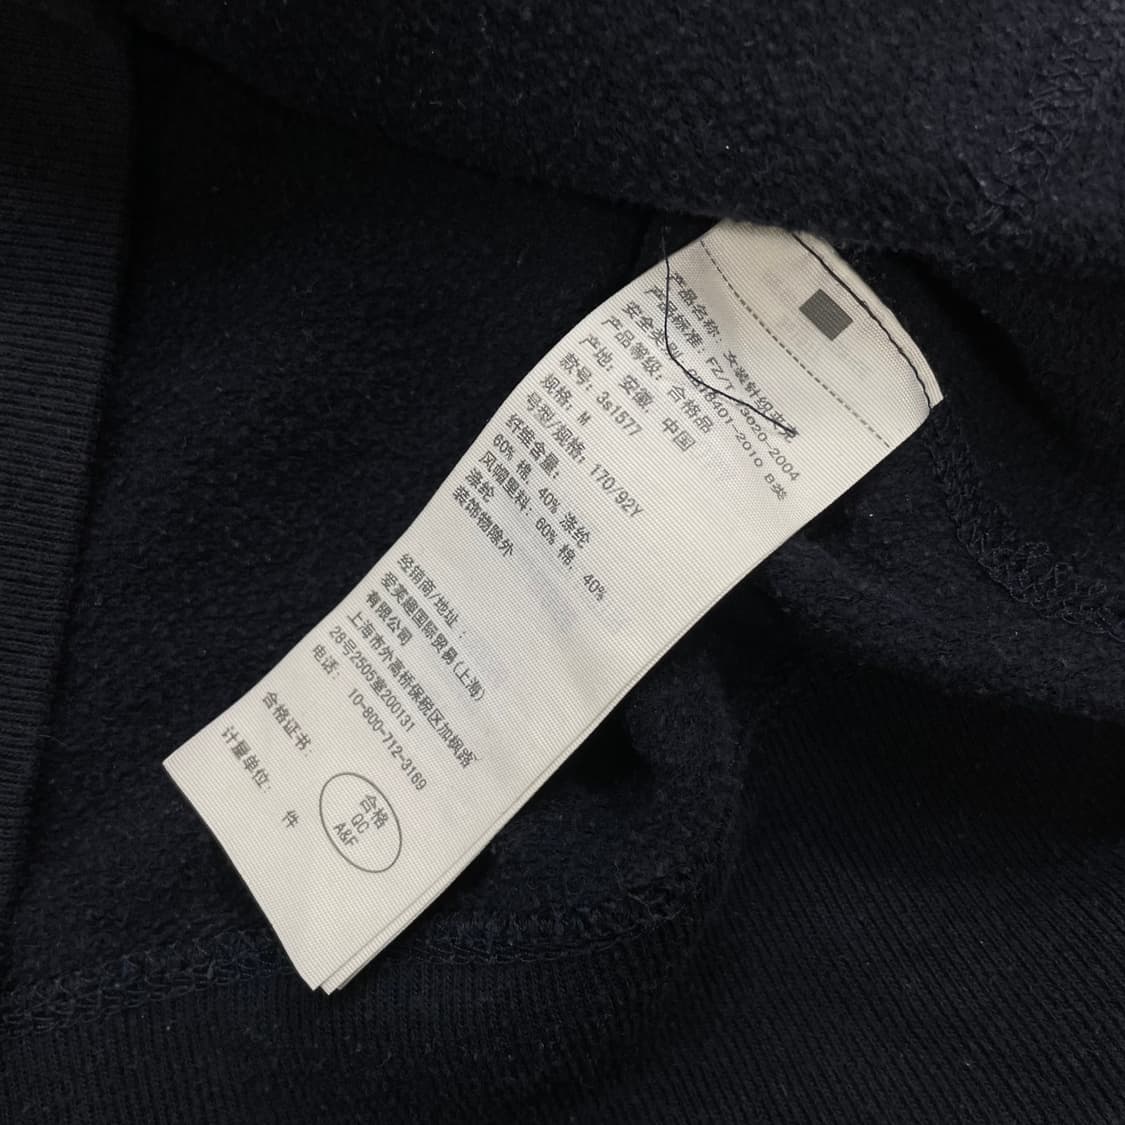 产品名称: 女装针织夹克
产品标准: FZ/T 73020-2004
安全类别 GB18401-2010 B类
产品等级: 合格品
产地: 安徽, 中国
款号: 3s1577
规格: M
号型/规格: 170/92Y
纤维含量:
60% 棉, 40% 涤纶
风帽里料: 60% 棉, 40%
涤纶
装饰物除外
经销商/地址:
爱芙趣国际贸易(上海)
有限公司
上海市外高桥保税区加枫路
28号2505室200131
电话: 10-800-712-3169
合格证书:
合格
QC
A&F
计量单位: 件